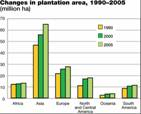 Changes in plantation area, 1990–2005
(million ha)
70
60
1990
50
2000
40
2005
30
20
10
0
Africa
Asia
Europe
North
and Central
America
Oceania
South
America